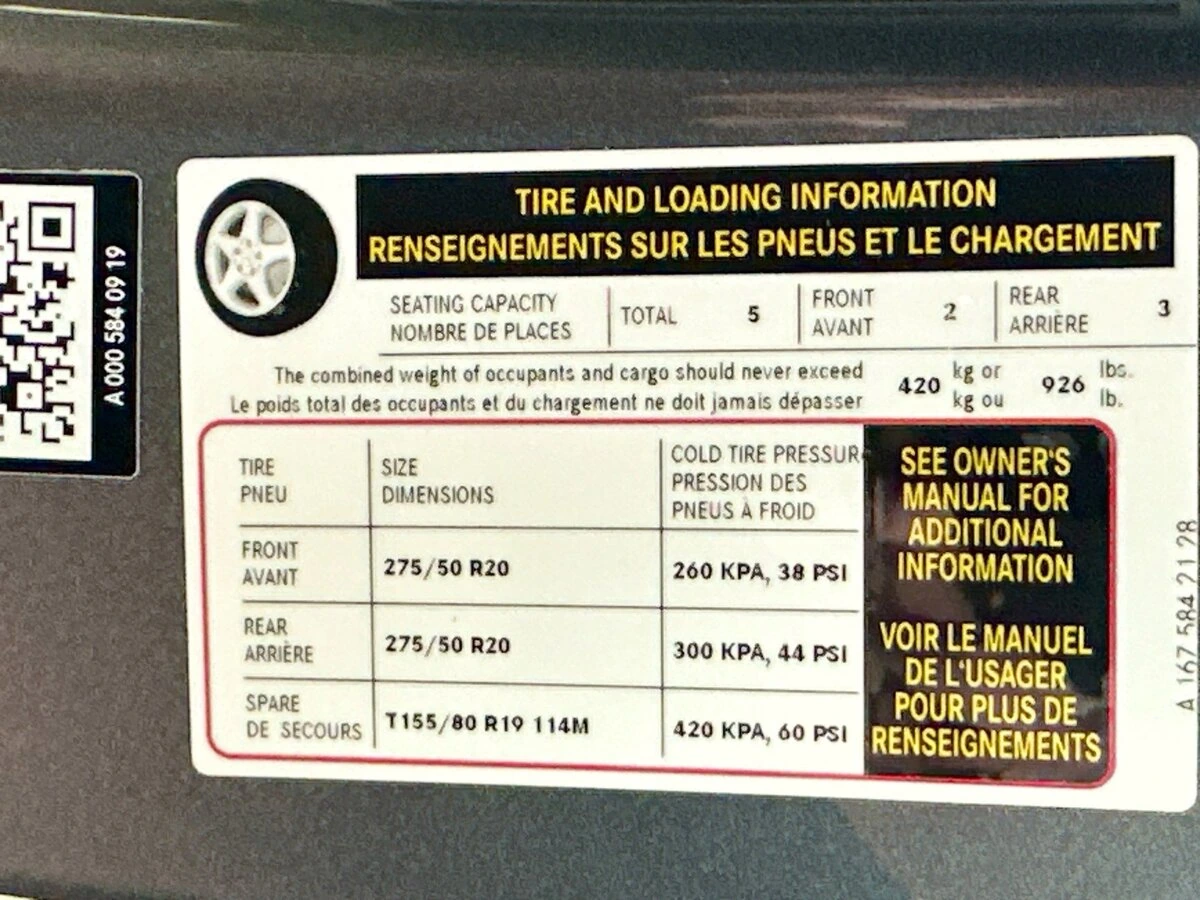 A 000 584 09 19
TIRE AND LOADING INFORMATION
RENSEIGNEMENTS SUR LES PNEUS ET LE CHARGEMENT
SEATING CAPACITY
NOMBRE DE PLACES
TOTAL 5
FRONT
AVANT
2
REAR
ARRIÈRE
3
The combined weight of occupants and cargo should never exceed
Le poids total des occupants et du chargement ne doit jamais dépasser
420
kg or
kg ou
926
lbs.
lb.
TIRE
PNEU
SIZE
DIMENSIONS
COLD TIRE PRESSUR
PRESSION DES
PNEUS À FROID
FRONT
AVANT
275/50 R20
260 KPA, 38 PSI
REAR
ARRIÈRE
275/50 R20
300 KPA, 44 PSI
SPARE
DE SECOURS
T155/80 R19 114M
420 KPA, 60 PSI
SEE OWNER'S
MANUAL FOR
ADDITIONAL
INFORMATION
VOIR LE MANUEL
DE L'USAGER
POUR PLUS DE
RENSEIGNEMENTS
A 167 584 21 28